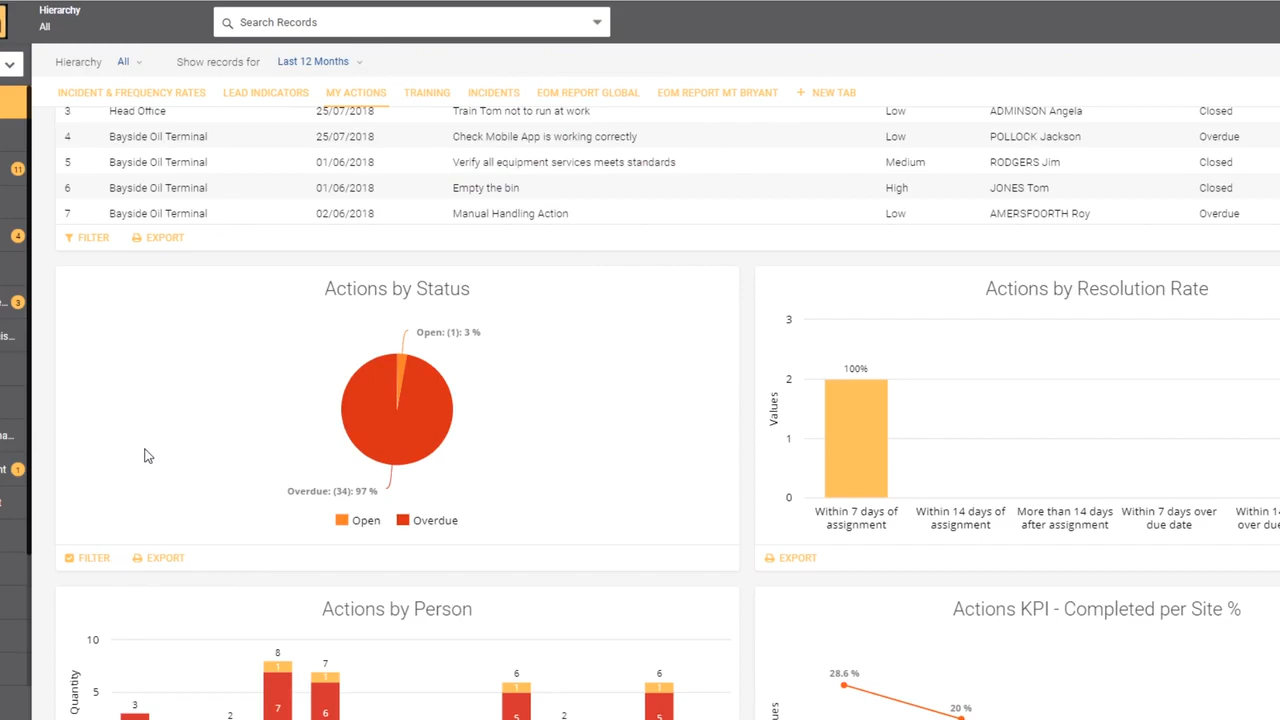 Hierarchy
All
Search Records
Hierarchy All Show records for Last 12 Months
INCIDENT & FREQUENCY RATES LEAD INDICATORS MY ACTIONS TRAINING INCIDENTS EOM REPORT GLOBAL EOM REPORT MT BRYANT + NEW TAB
3 Head Office 25/07/2018 Train Tom not to run at work Low ADMINSON Angela Closed
4 Bayside Oil Terminal 25/07/2018 Check Mobile App is working correctly Low POLLOCK Jackson Overdue
5 Bayside Oil Terminal 01/06/2018 Verify all equipment services meets standards Medium RODGERS Jim Closed
6 Bayside Oil Terminal 01/06/2018 Empty the bin High JONES Tom Closed
7 Bayside Oil Terminal 02/06/2018 Manual Handling Action Low AMERSFOORTH Roy Overdue
FILTER EXPORT
11
4
e... 3
is...
na...
nt 1
t
Actions by Status
Open: (1): 3 %
Overdue: (34): 97 %
Open Overdue
FILTER EXPORT
Actions by Resolution Rate
3
2
1
0
Values
100%
Within 7 days of assignment
Within 14 days of assignment
More than 14 days after assignment
Within 7 days over due date
Within 1
over du
EXPORT
Actions by Person
10
5
Quantity
3
2
8
1
7
7
1
6
6
1
5
2
6
1
5
Actions KPI - Completed per Site %
28.6 %
20 %